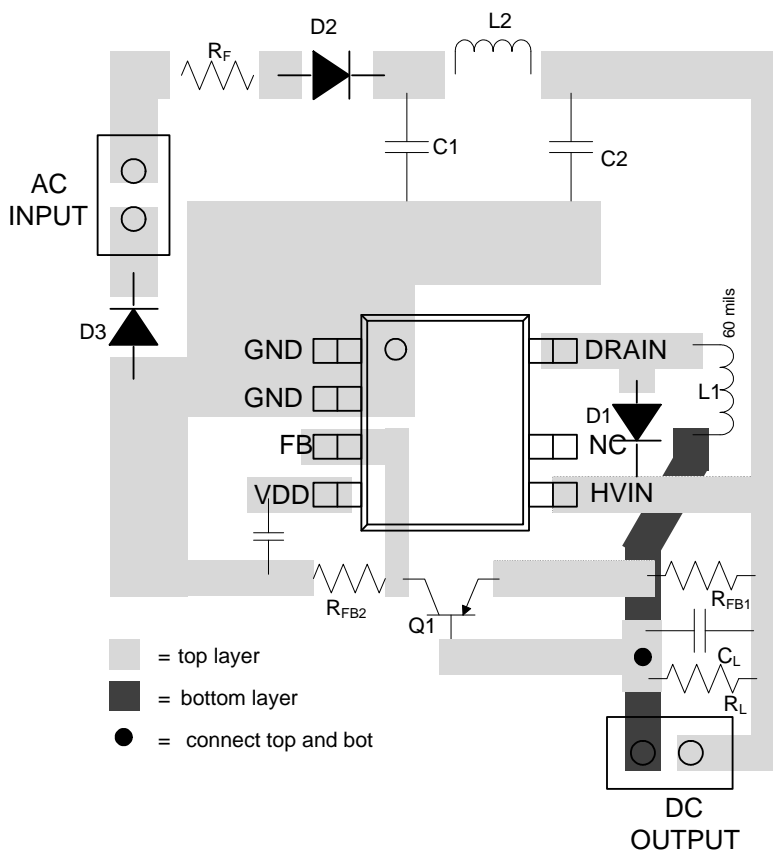 D2
L2
RF
C1
C2
AC
INPUT
D3
60 mils
GND
DRAIN
L1
GND
D1
FB
NC
VDD
HVIN
RFB2
RFB1
Q1
CL
= top layer
RL
= bottom layer
= connect top and bot
DC
OUTPUT